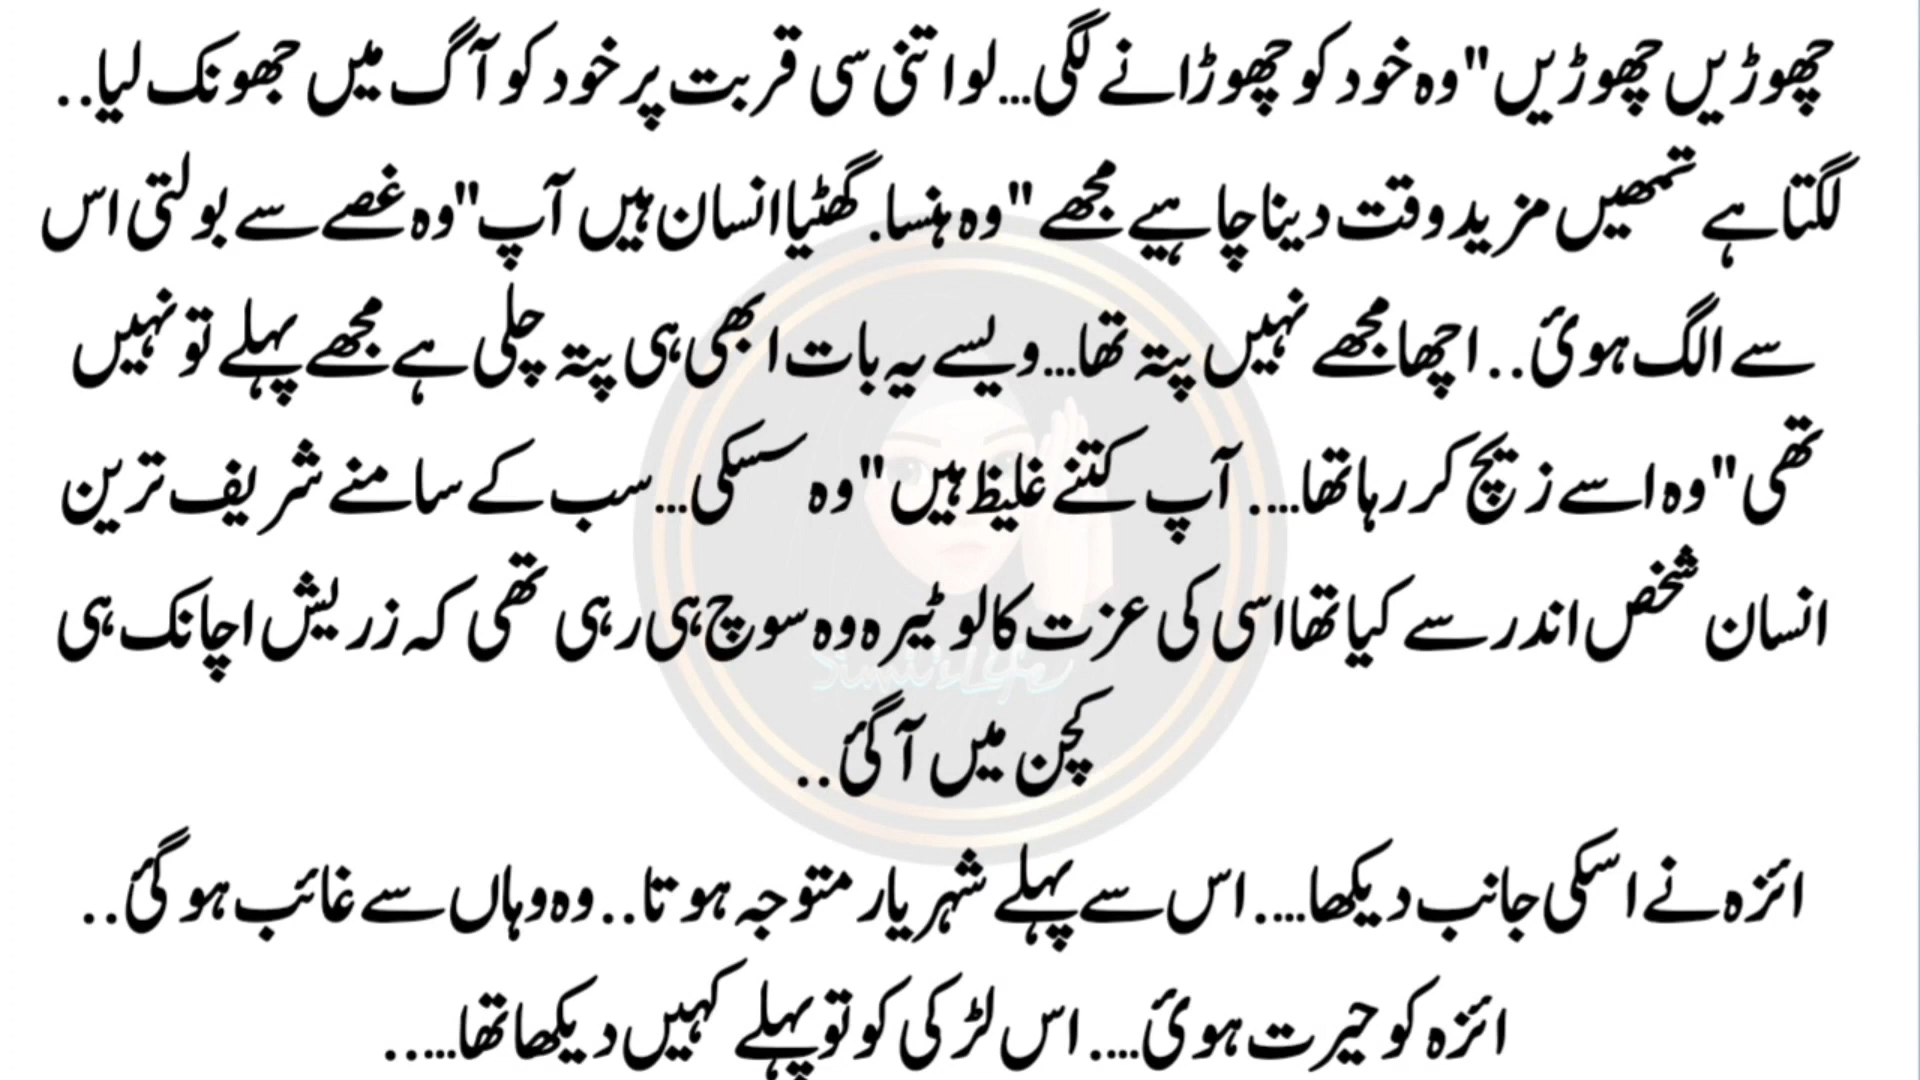 چھوڑیں چھوڑیں "وہ خود کو چھوڑانے لگی...لو اتنی سی قربت پر خود کو آگ میں جھونک لیا..
لگتا ہے تمھیں مزید وقت دینا چاہیے مجھے "وہ ہنسا. گھٹیا انسان ہیں آپ"وہ غصے سے بولتی اس
سے الگ ہوئ.. اچھا مجھے نہیں پتہ تھا...ویسے یہ بات ابھی ہی پتہ چلی ہے مجھے پہلے تو نہیں
تھی "وہ اسے زیچ کر رہا تھا.... آپ کتنے غلیظ ہیں "وہ سسکی...سب کے سامنے شریف ترین
انسان شخص اندر سے کیا تھا اسی کی عزت کا لوٹیرہ وہ سوچ ہی رہی تھی کہ زریش اچانک ہی
کچن میں آگئ..
ائزہ نے اسکی جانب دیکھا.... اس سے پہلے شہریار متوجہ ہوتا.. وہ وہاں سے غائب ہوگئ..
ائزہ کو حیرت ہوئ.... اس لڑکی کو تو پہلے کہیں دیکھا تھا.....